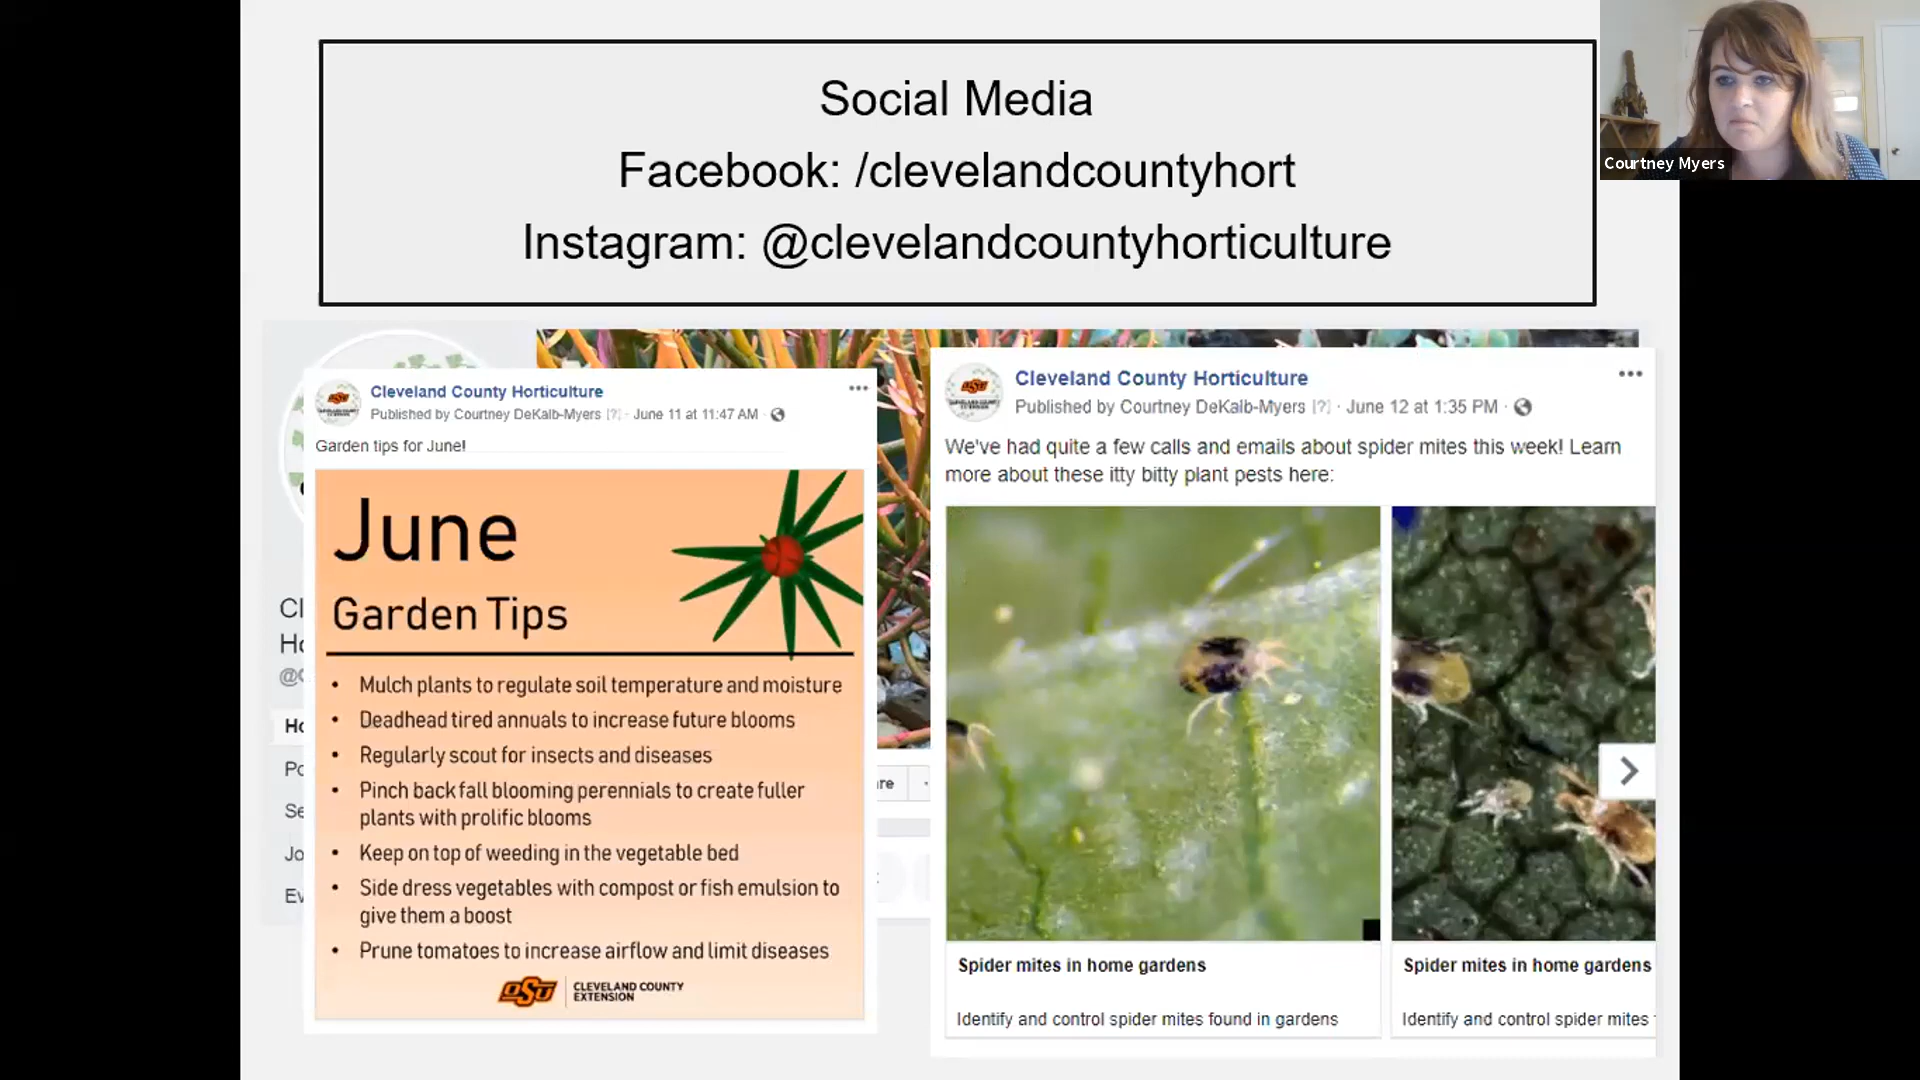 Social Media
Facebook: /clevelandcountyhort
Instagram: @clevelandcountyhorticulture
Courtney Myers
Cleveland County Horticulture
Published by Courtney DeKalb-Myers [?] · June 11 at 11:47 AM ·
Garden tips for June!
June
Garden Tips
• Mulch plants to regulate soil temperature and moisture
• Deadhead tired annuals to increase future blooms
• Regularly scout for insects and diseases
• Pinch back fall blooming perennials to create fuller
plants with prolific blooms
• Keep on top of weeding in the vegetable bed
• Side dress vegetables with compost or fish emulsion to
give them a boost
• Prune tomatoes to increase airflow and limit diseases
OSU
CLEVELAND COUNTY
EXTENSION
Cleveland County Horticulture
Published by Courtney DeKalb-Myers [?] · June 12 at 1:35 PM ·
We've had quite a few calls and emails about spider mites this week! Learn
more about these itty bitty plant pests here:
Spider mites in home gardens
Identify and control spider mites found in gardens
Spider mites in home gardens
Identify and control spider mites